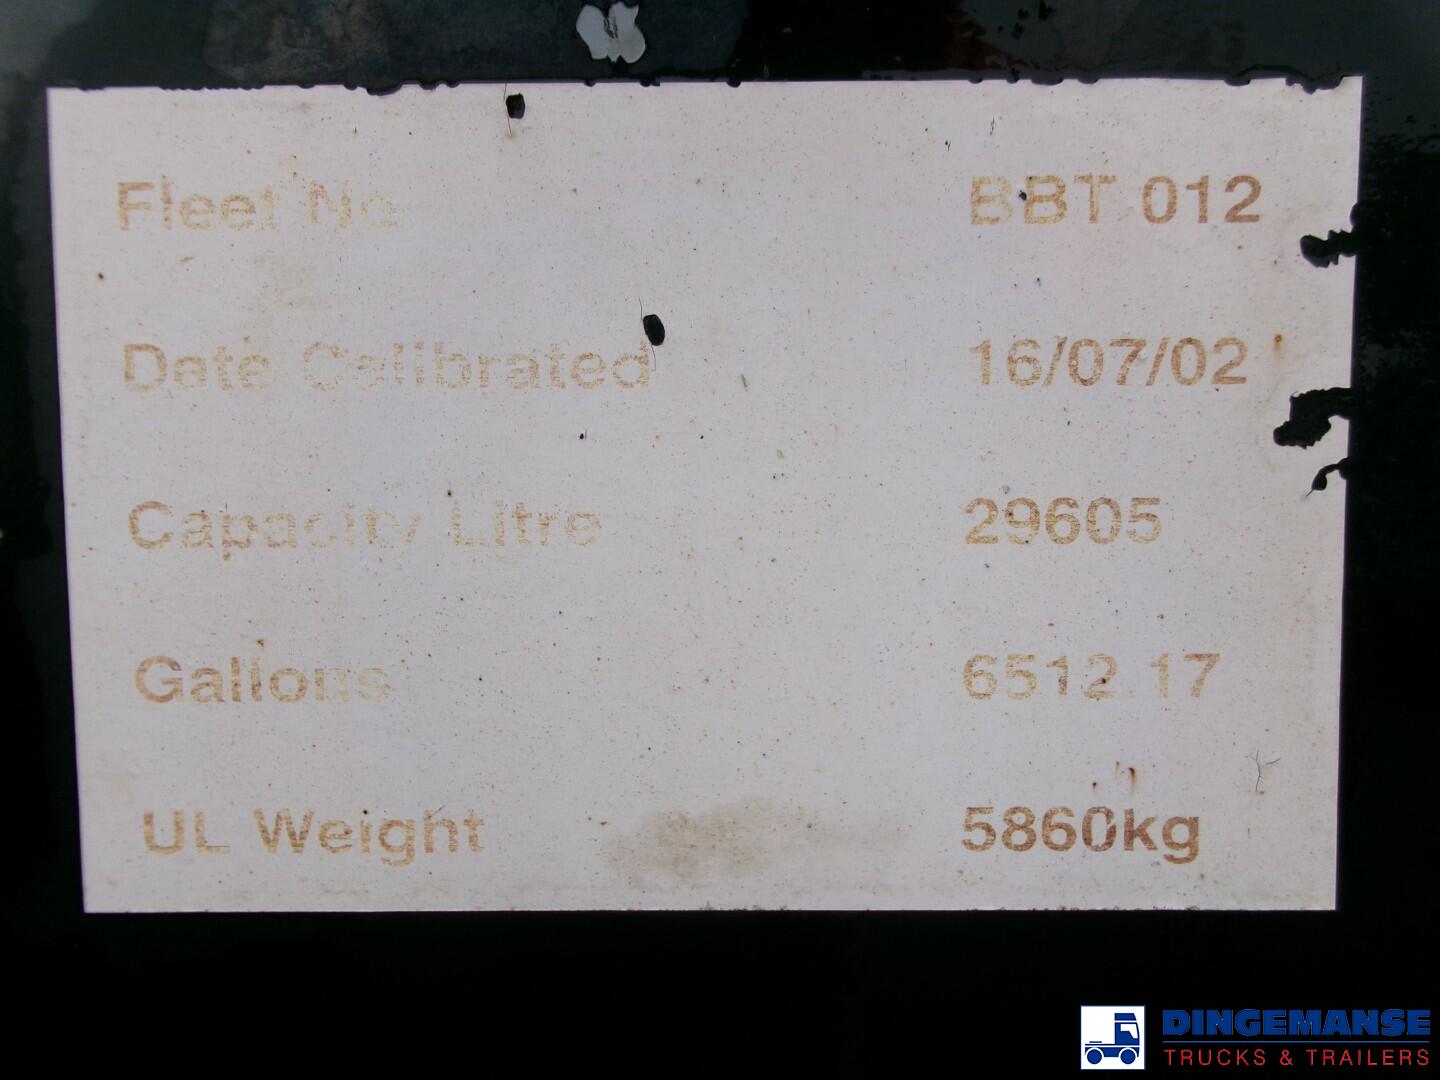 Fleet No BBT 012
Date Calibrated 16/07/02
Capacity Litre 29605
Gallons 6512.17
UL Weight 5860kg
DINGEMANSE
TRUCKS & TRAILERS